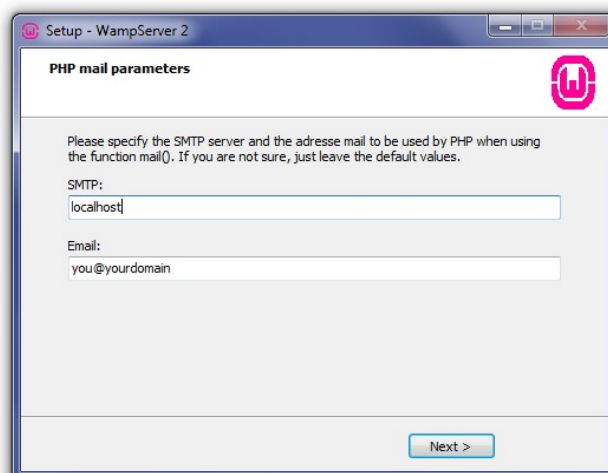 Setup - WampServer 2
PHP mail parameters
Please specify the SMTP server and the adresse mail to be used by PHP when using
the function mail(). If you are not sure, just leave the default values.
SMTP:
localhost
Email:
you@yourdomain
Next >